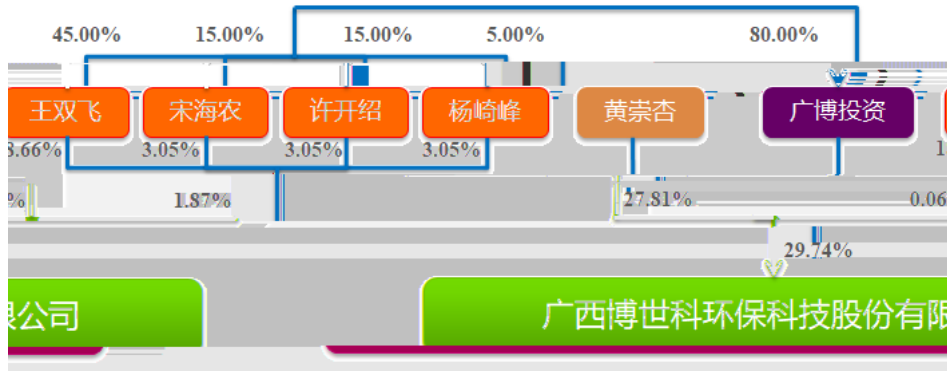 45.00% 15.00% 15.00% 5.00% 80.00%
王双飞 宋海农 许开绍 杨崎峰 黄崇杏 广博投资
8.66% 3.05% 3.05% 3.05% 1
% 1.87% 27.81% 0.06
29.74%
限公司 广西博世科环保科技股份有限